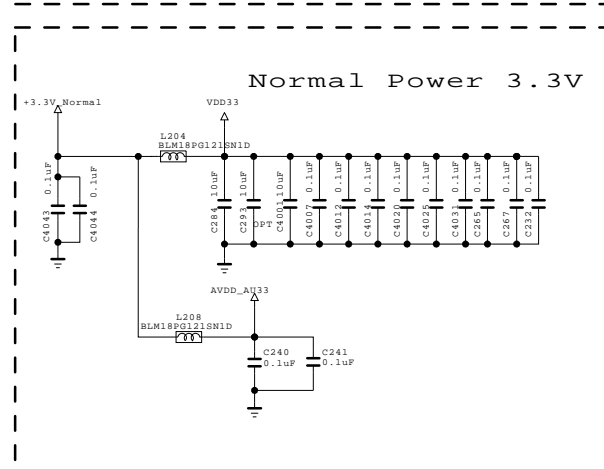 Normal Power 3.3V
+3.3V_Normal
VDD33
L204
BLM18PG121SN1D
C4043
0.1uF
C4044
0.1uF
C284
10uF
C293
10uF
OPT
C4001
10uF
C4007
0.1uF
C4012
0.1uF
C4014
0.1uF
C4020
0.1uF
C4025
0.1uF
C4031
0.1uF
C265
0.1uF
C267
0.1uF
C232
0.1uF
AVDD_AU33
L208
BLM18PG121SN1D
C240
0.1uF
C241
0.1uF